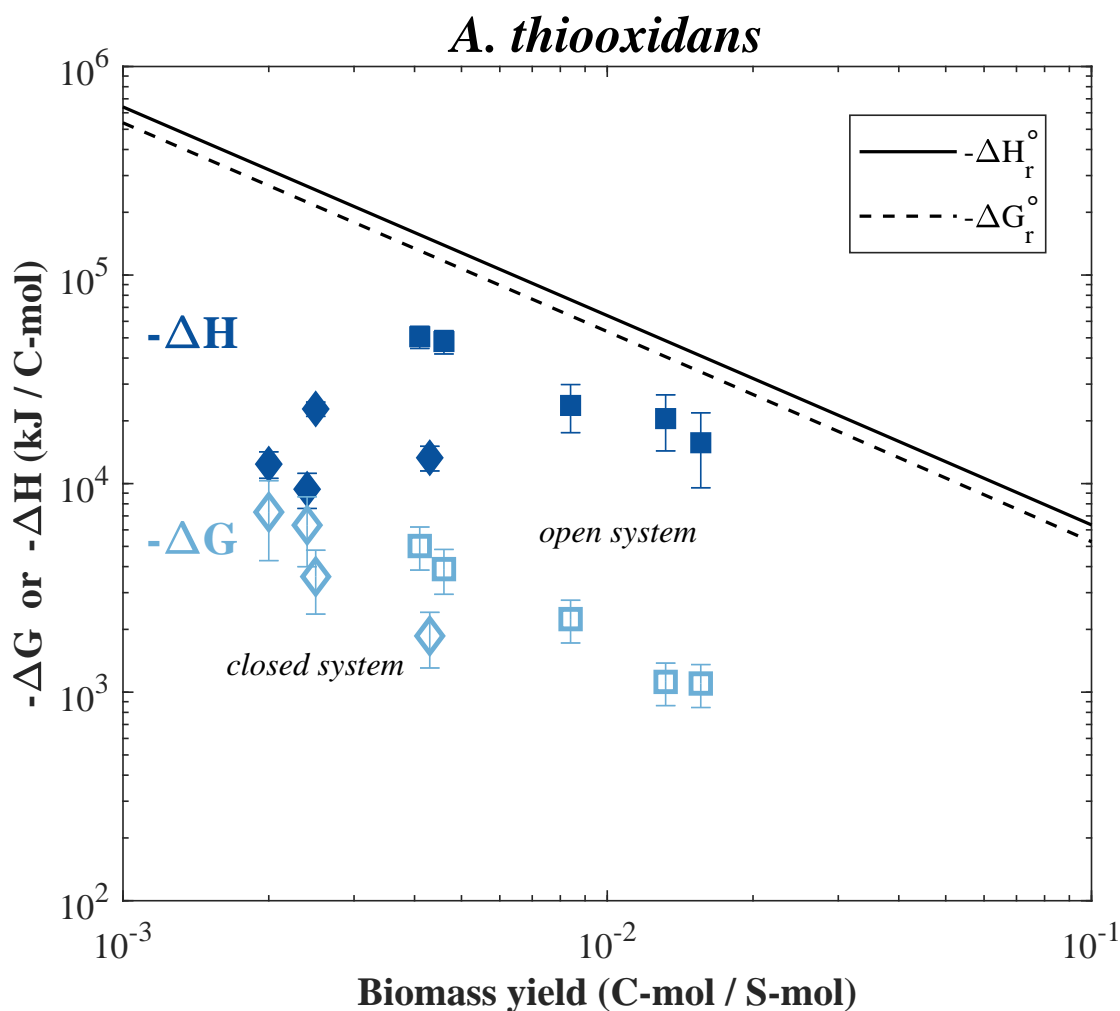 A. thiooxidans
10^6
10^5
10^4
10^3
10^2
-ΔG or -ΔH (kJ / C-mol)
-ΔH_r°
-ΔG_r°
-ΔH
-ΔG
open system
closed system
10^-3
10^-2
10^-1
Biomass yield (C-mol / S-mol)